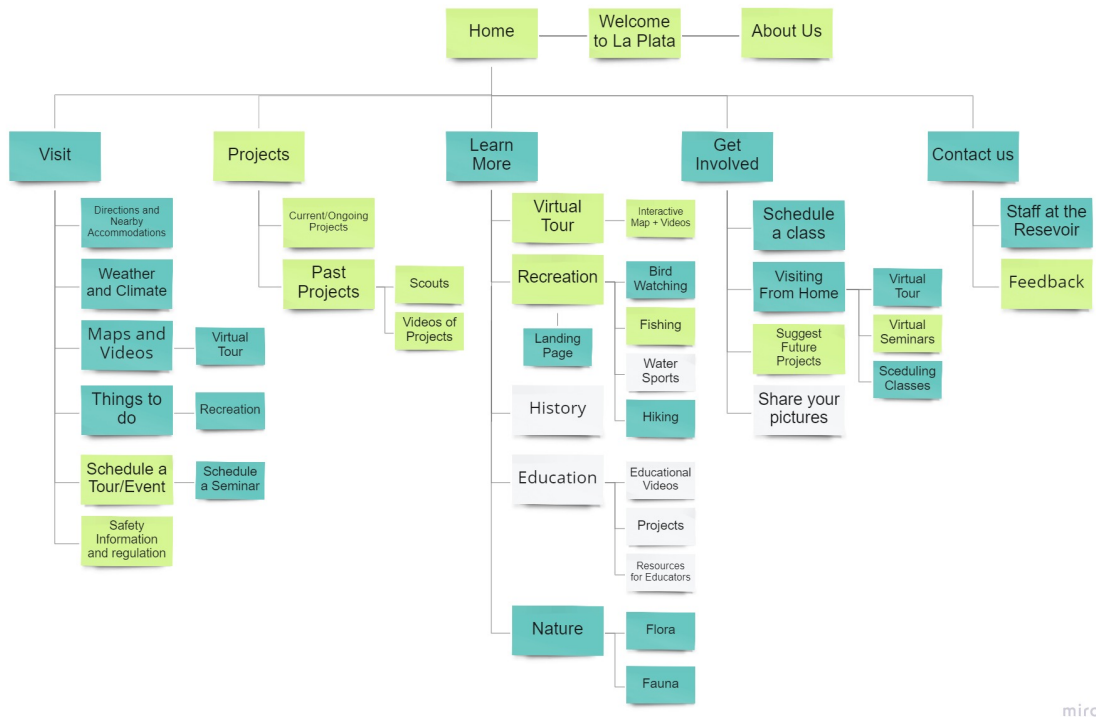 Home
Welcome
to La Plata
About Us
Visit
Projects
Learn
More
Get
Involved
Contact us
Directions and
Nearby
Accommodations
Weather
and Climate
Maps and
Videos
Virtual
Tour
Things to
do
Recreation
Schedule a
Tour/Event
Schedule
a Seminar
Safety
Information
and regulation
Current/Ongoing
Projects
Past
Projects
Scouts
Videos of
Projects
Virtual
Tour
Interactive
Map + Videos
Recreation
Bird
Watching
Fishing
Landing
Page
Water
Sports
Hiking
History
Education
Educational
Videos
Projects
Resources
for Educators
Nature
Flora
Fauna
Schedule
a class
Visiting
From Home
Virtual
Tour
Virtual
Seminars
Sceduling
Classes
Suggest
Future
Projects
Share your
pictures
Staff at the
Resevoir
Feedback
miro